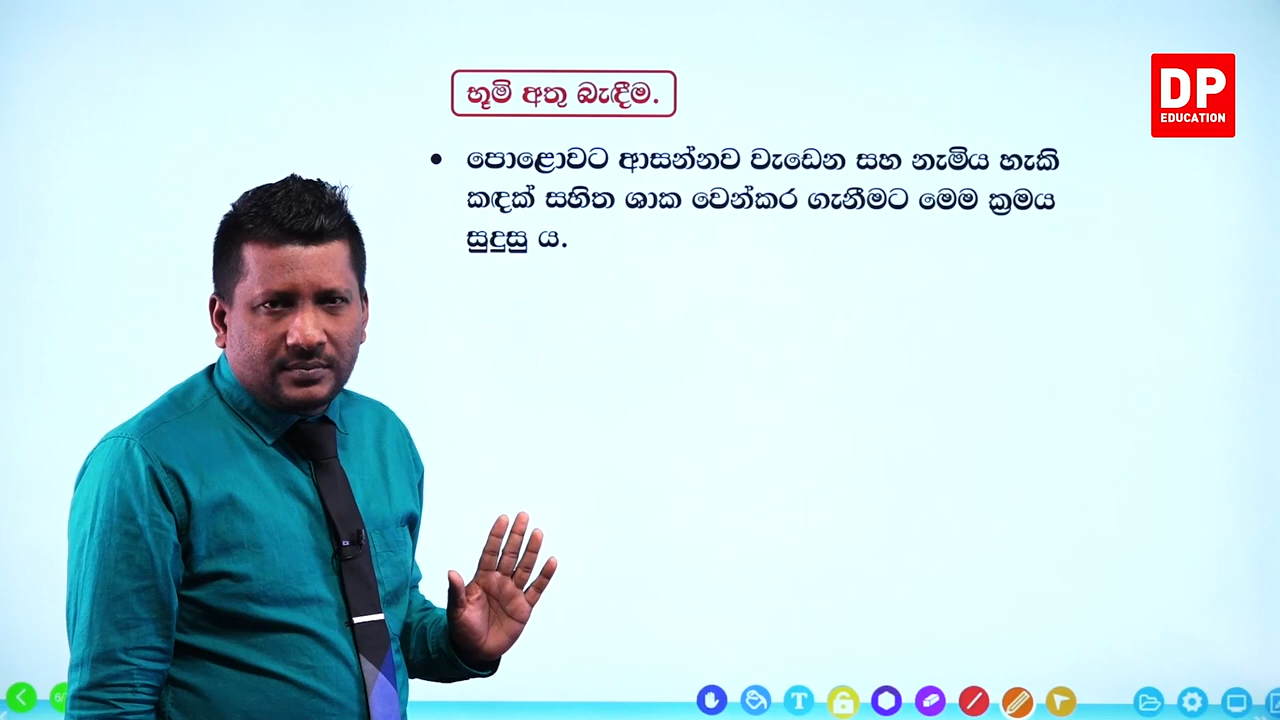 භූමි අතු බැඳීම.
DP
EDUCATION
• පොළොවට ආසන්නව වැඩෙන සහ නැමිය හැකි
කඳක් සහිත ශාක වෙන්කර ගැනීමට මෙම ක්‍රමය
සුදුසු ය.